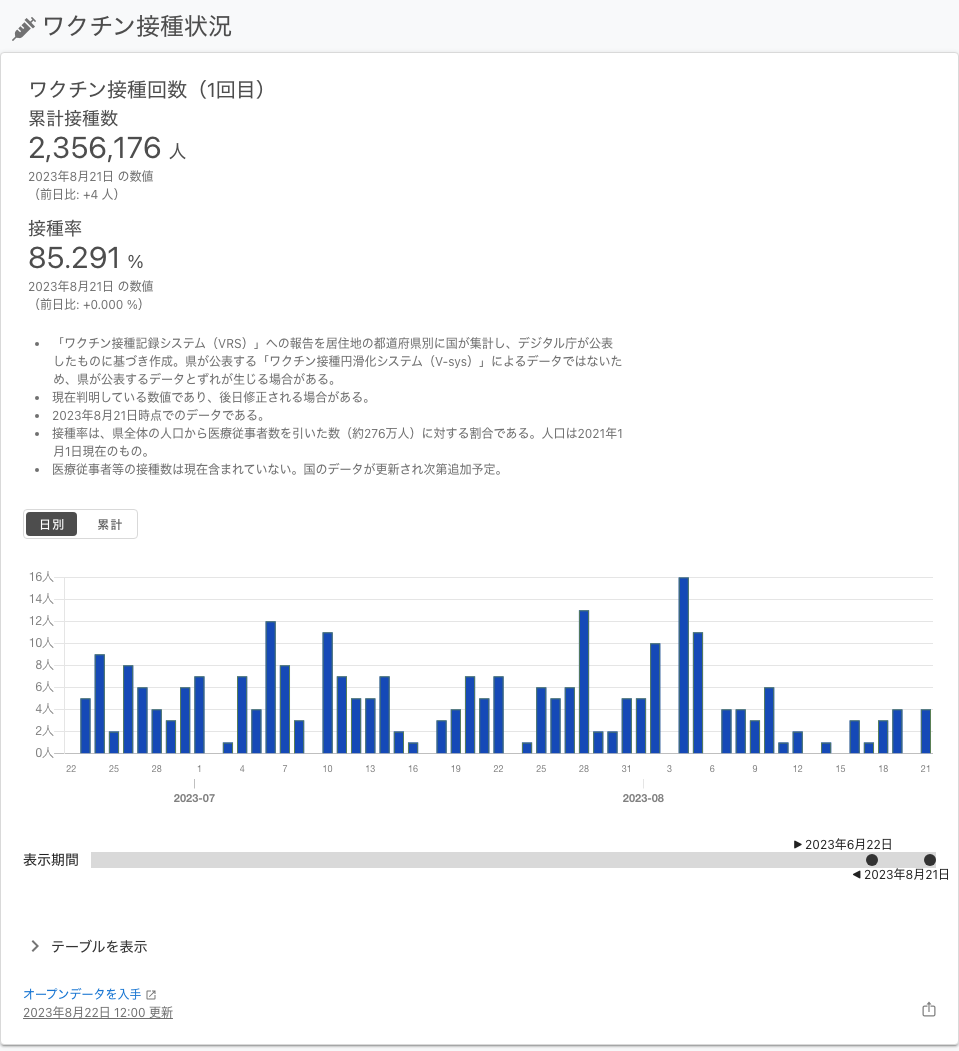 ワクチン接種状況
ワクチン接種回数（1回目）
累計接種数
2,356,176 人
2023年8月21日 の数値
（前日比: +4 人）
接種率
85.291 %
2023年8月21日 の数値
（前日比: +0.000 %）
• 「ワクチン接種記録システム（VRS）」への報告を居住地の都道府県別に国が集計し、デジタル庁が公表
したものに基づき作成。県が公表する「ワクチン接種円滑化システム（V-sys）」によるデータではないた
め、県が公表するデータとずれが生じる場合がある。
• 現在判明している数値であり、後日修正される場合がある。
• 2023年8月21日時点でのデータである。
• 接種率は、県全体の人口から医療従事者数を引いた数（約276万人）に対する割合である。人口は2021年1
月1日現在のもの。
• 医療従事者等の接種数は現在含まれていない。国のデータが更新され次第追加予定。
日別 累計
16人
14人
12人
10人
8人
6人
4人
2人
0人
22 25 28 1 4 7 10 13 16 19 22 25 28 31 3 6 9 12 15 18 21
2023-07 2023-08
▶ 2023年6月22日
表示期間
◀ 2023年8月21日
テーブルを表示
オープンデータを入手
2023年8月22日 12:00 更新